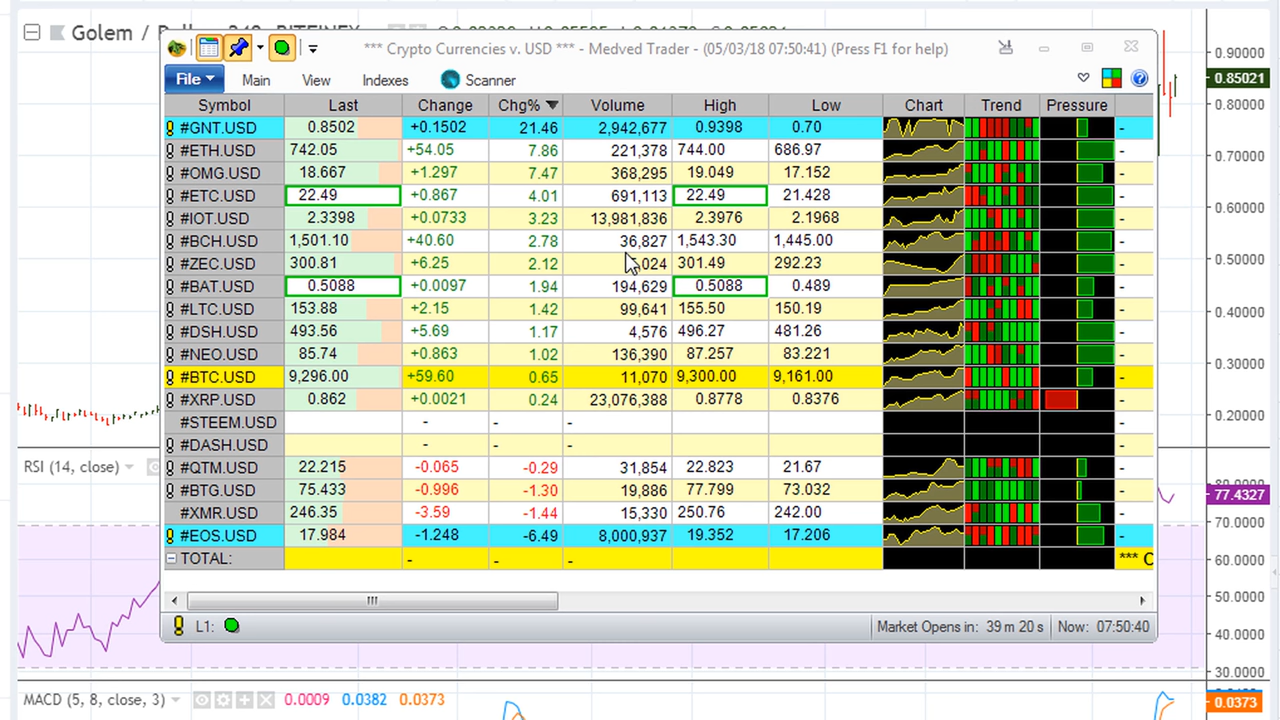 Golem /
*** Crypto Currencies v. USD *** - Medved Trader - (05/03/18 07:50:41) (Press F1 for help)
File Main View Indexes Scanner
Symbol Last Change Chg% Volume High Low Chart Trend Pressure
#GNT.USD 0.8502 +0.1502 21.46 2,942,677 0.9398 0.70 -
#ETH.USD 742.05 +54.05 7.86 221,378 744.00 686.97 -
#OMG.USD 18.667 +1.297 7.47 368,295 19.049 17.152 -
#ETC.USD 22.49 +0.867 4.01 691,113 22.49 21.428 -
#IOT.USD 2.3398 +0.0733 3.23 13,981,836 2.3976 2.1968 -
#BCH.USD 1,501.10 +40.60 2.78 36,827 1,543.30 1,445.00 -
#ZEC.USD 300.81 +6.25 2.12 024 301.49 292.23 -
#BAT.USD 0.5088 +0.0097 1.94 194,629 0.5088 0.489 -
#LTC.USD 153.88 +2.15 1.42 99,641 155.50 150.19 -
#DSH.USD 493.56 +5.69 1.17 4,576 496.27 481.26 -
#NEO.USD 85.74 +0.863 1.02 136,390 87.257 83.221 -
#BTC.USD 9,296.00 +59.60 0.65 11,070 9,300.00 9,161.00 -
#XRP.USD 0.862 +0.0021 0.24 23,076,388 0.8778 0.8376 -
#STEEM.USD - - - -
#DASH.USD - - - -
#QTM.USD 22.215 -0.065 -0.29 31,854 22.823 21.67 -
#BTG.USD 75.433 -0.996 -1.30 19,886 77.799 73.032 -
#XMR.USD 246.35 -3.59 -1.44 15,330 250.76 242.00 -
#EOS.USD 17.984 -1.248 -6.49 8,000,937 19.352 17.206 -
TOTAL: - - - *** C
L1: Market Opens in: 39 m 20 s Now: 07:50:40
0.90000
0.85021
0.80000
0.70000
0.60000
0.50000
0.40000
0.30000
0.20000
RSI (14, close)
77.4327
70.0000
60.0000
50.0000
40.0000
30.0000
MACD (5, 8, close, 3) 0.0009 0.0382 0.0373
0.0373